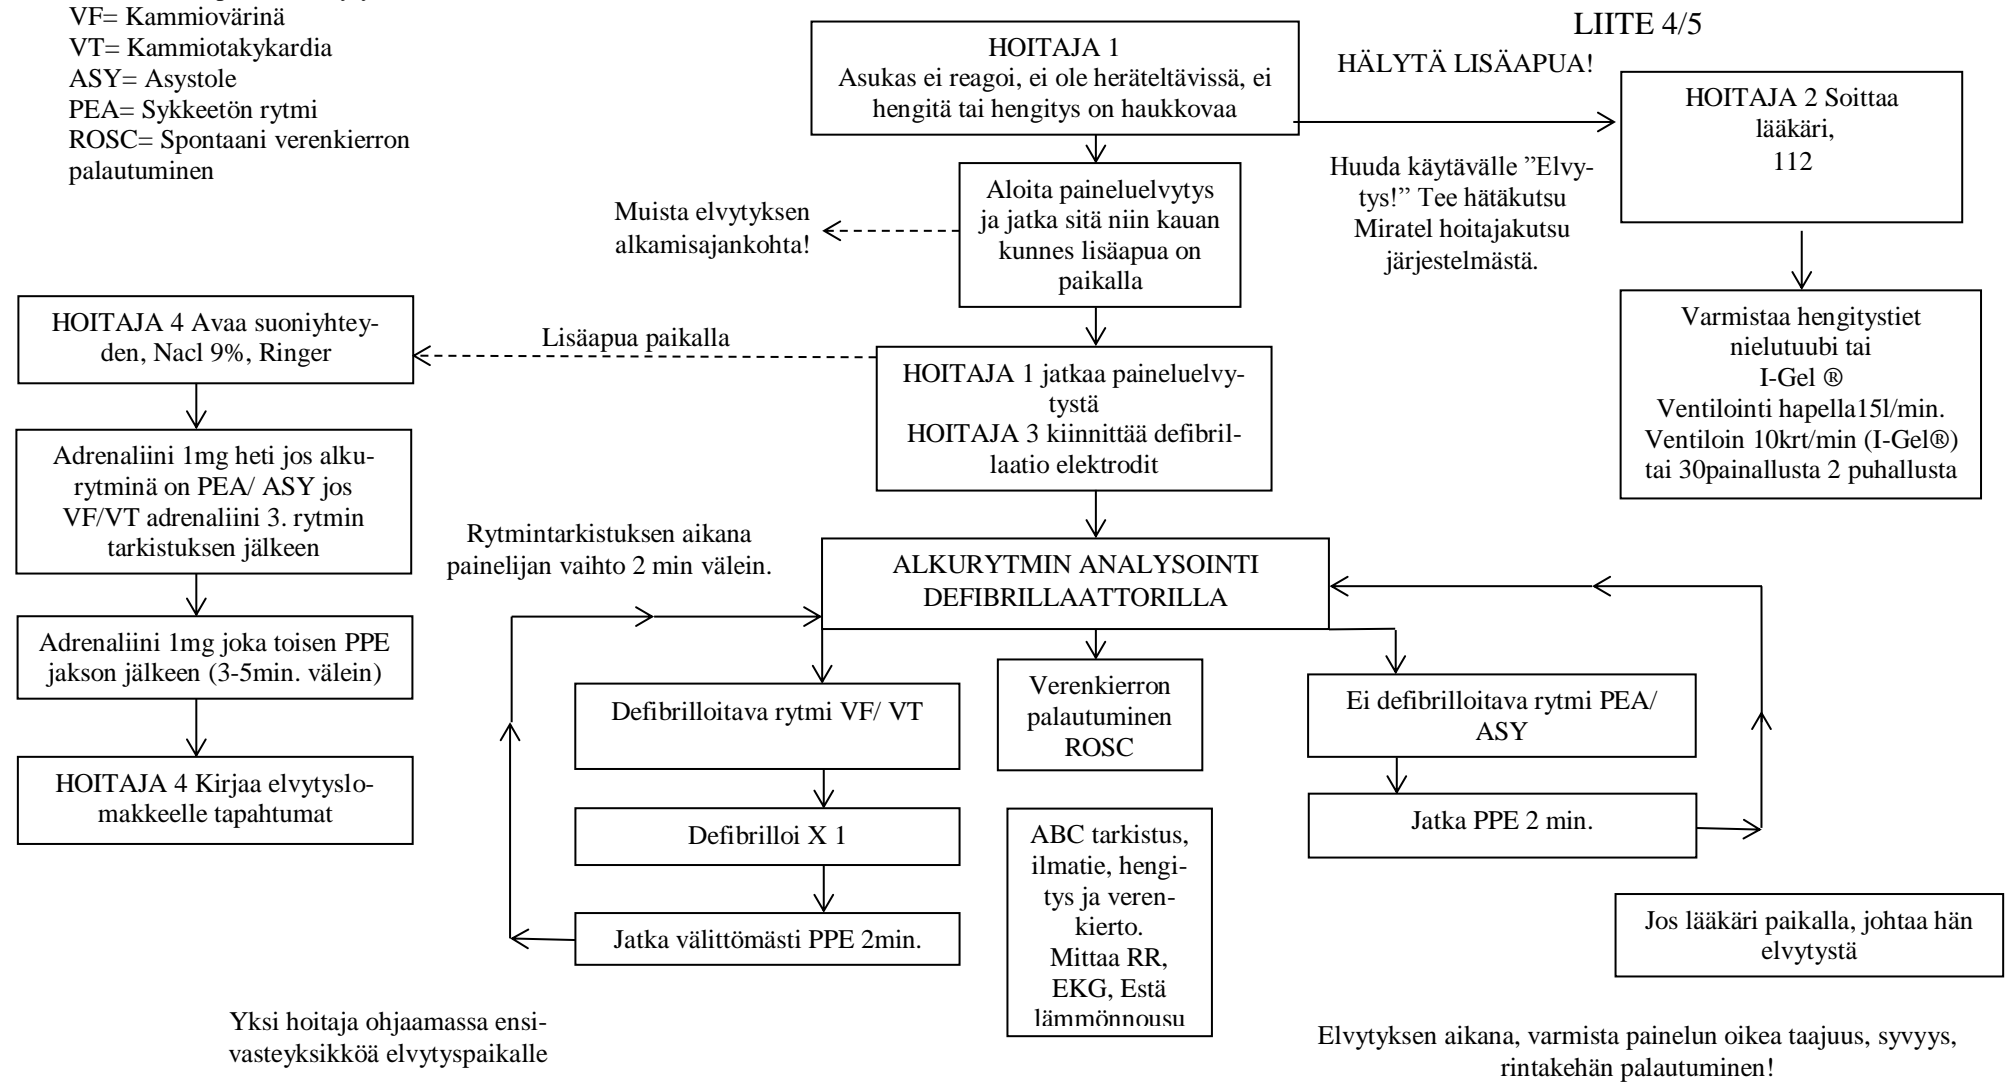 VF= Kammiovärinä
VT= Kammiotakykardia
ASY= Asystole
PEA= Sykkeetön rytmi
ROSC= Spontaani verenkierron
palautuminen
LIITE 4/5
HOITAJA 1
Asukas ei reagoi, ei ole heräteltävissä, ei
hengitä tai hengitys on haukkovaa
HÄLYTÄ LISÄAPUA!
HOITAJA 2 Soittaa
lääkäri,
112
Huuda käytävälle ”Elvy-
tys!” Tee hätäkutsu
Miratel hoitajakutsu
järjestelmästä.
Aloita paineluelvytys
ja jatka sitä niin kauan
kunnes lisäapua on
paikalla
Muista elvytyksen
alkamisajankohta!
Varmistaa hengitystiet
nielutuubi tai
I-Gel ®
Ventilointi hapella15l/min.
Ventiloin 10krt/min (I-Gel®)
tai 30painallusta 2 puhallusta
HOITAJA 4 Avaa suoniyhtey-
den, Nacl 9%, Ringer
Lisäapua paikalla
HOITAJA 1 jatkaa paineluelvy-
tystä
HOITAJA 3 kiinnittää defibril-
laatio elektrodit
Adrenaliini 1mg heti jos alku-
rytminä on PEA/ ASY jos
VF/VT adrenaliini 3. rytmin
tarkistuksen jälkeen
Rytmintarkistuksen aikana
painelijan vaihto 2 min välein.
ALKURYTMIN ANALYSOINTI
DEFIBRILLAATTORILLA
Adrenaliini 1mg joka toisen PPE
jakson jälkeen (3-5min. välein)
HOITAJA 4 Kirjaa elvytyslo-
makkeelle tapahtumat
Defibrilloitava rytmi VF/ VT
Defibrilloi X 1
Jatka välittömästi PPE 2min.
Verenkierron
palautuminen
ROSC
ABC tarkistus,
ilmatie, hengi-
tys ja veren-
kierto.
Mittaa RR,
EKG, Estä
lämmönnousu
Ei defibrilloitava rytmi PEA/
ASY
Jatka PPE 2 min.
Jos lääkäri paikalla, johtaa hän
elvytystä
Yksi hoitaja ohjaamassa ensi-
vasteyksikköä elvytyspaikalle
Elvytyksen aikana, varmista painelun oikea taajuus, syvyys,
rintakehän palautuminen!